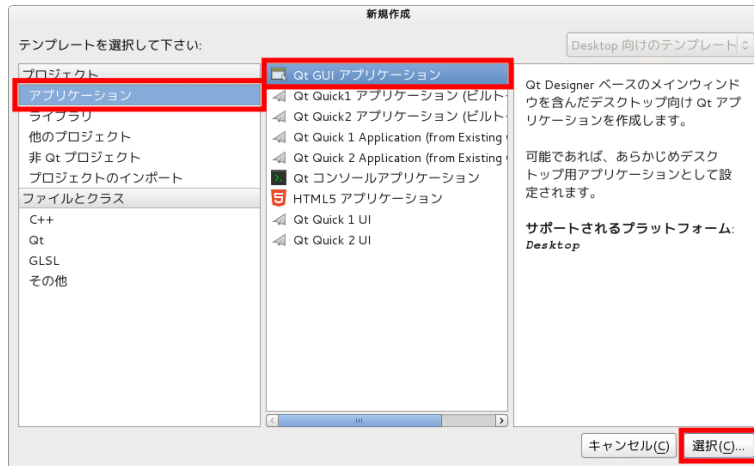 新規作成
テンプレートを選択して下さい:
Desktop 向けのテンプレート
プロジェクト
アプリケーション
ライブラリ
他のプロジェクト
非 Qt プロジェクト
プロジェクトのインポート
ファイルとクラス
C++
Qt
GLSL
その他
Qt GUI アプリケーション
Qt Quick1 アプリケーション (ビルト
Qt Quick2 アプリケーション (ビルト
Qt Quick 1 Application (from Existing
Qt Quick 2 Application (from Existing
Qt コンソールアプリケーション
HTML5 アプリケーション
Qt Quick 1 UI
Qt Quick 2 UI
Qt Designer ベースのメインウィンド
ウを含んだデスクトップ向け Qt アプ
リケーションを作成します。
可能であれば、あらかじめデスク
トップ用アプリケーションとして設
定されます。
サポートされるプラットフォーム:
Desktop
キャンセル(C)
選択(C)...